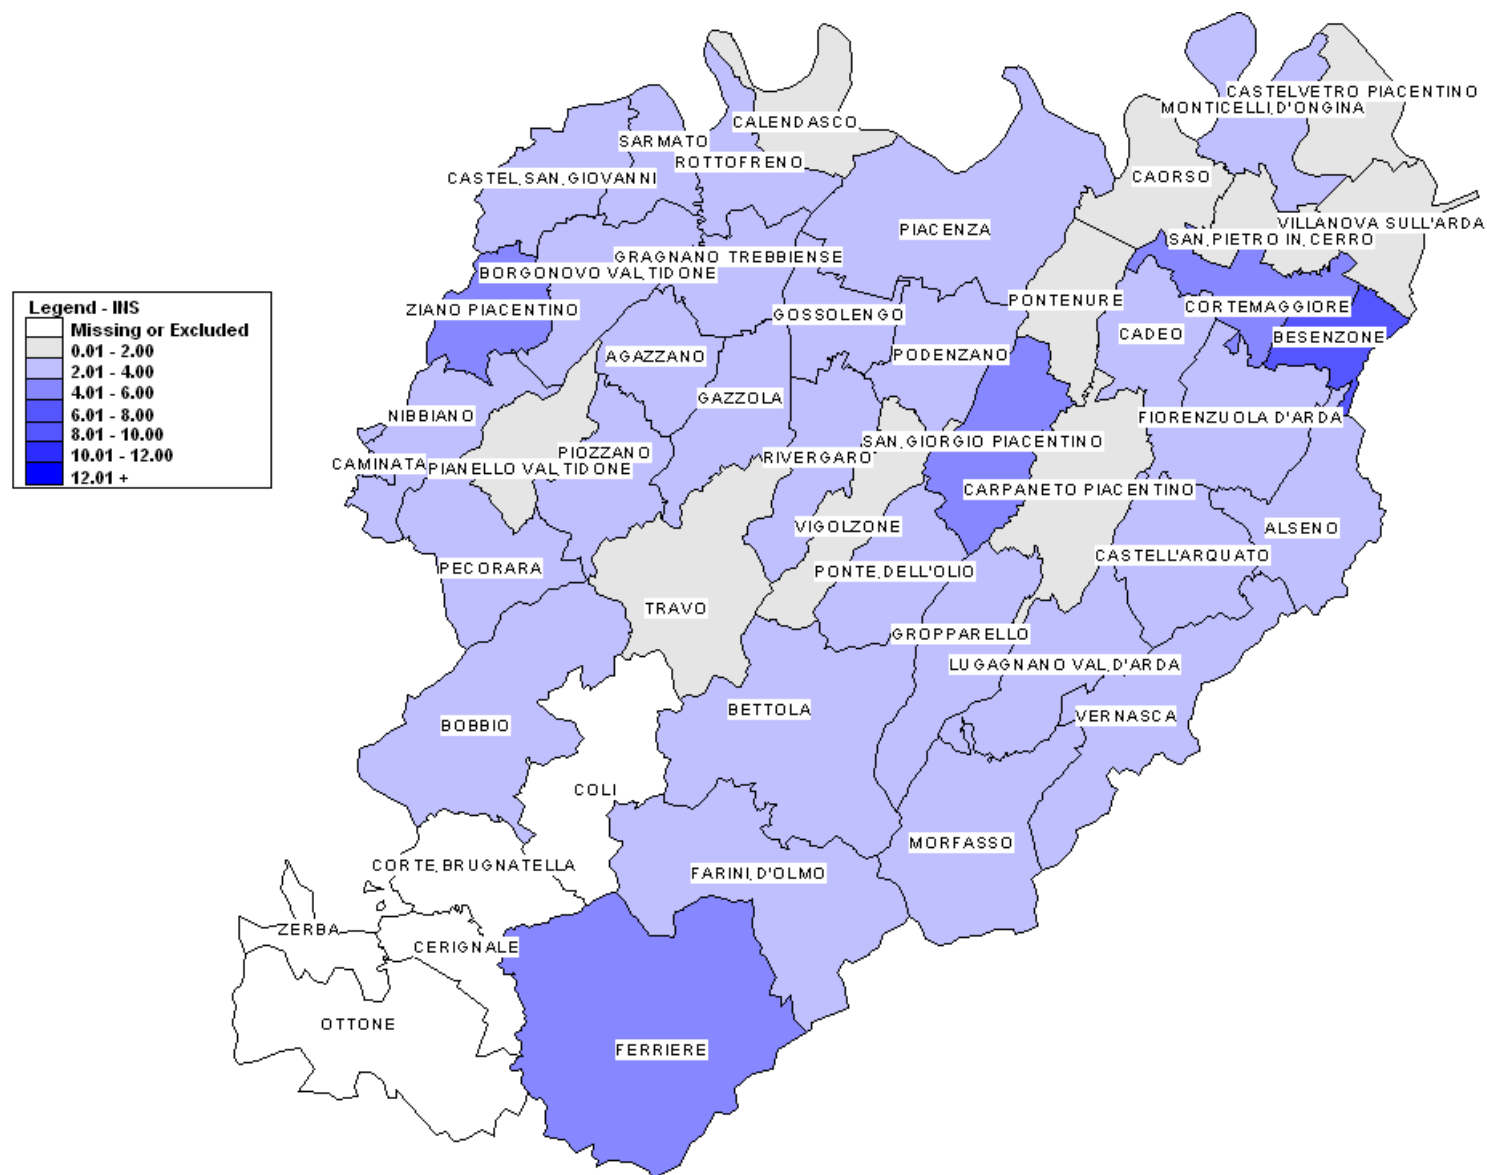 Legend - INS
Missing or Excluded
0.01 - 2.00
2.01 - 4.00
4.01 - 6.00
6.01 - 8.00
8.01 - 10.00
10.01 - 12.00
12.01 +
CASTELVETRO PIACENTINO
MONTICELLI,D'ONGINA
CALENDASCO
SARMATO
ROTTOFRENO
CASTEL,SAN,GIOVANNI
CAORSO
PIACENZA
VILLANOVA SULL'ARDA
SAN,PIETRO IN,CERRO
GRAGNANO TREBBIENSE
BORGONOVO VALTIDONE
ZIANO PIACENTINO
PONTENURE
CORTEMAGGIORE
GOSSOLENGO
CADEO
BESENZONE
AGAZZANO
PODENZANO
GAZZOLA
NIBBIANO
FIORENZUOLA D'ARDA
SAN,GIORGIO PIACENTINO
PIOZZANO
RIVERGARO
CAMINATA
PIANELLO VALTIDONE
CARPANETO PIACENTINO
VIGOLZONE
ALSENO
CASTELL'ARQUATO
PECORARA
PONTE,DELL'OLIO
TRAVO
GROPPARELLO
LUGAGNANO VAL,D'ARDA
BETTOLA
VERNASCA
BOBBIO
COLI
MORFASSO
CORTE,BRUGNATELLA
FARINI,D'OLMO
ZERBA
CERIGNALE
OTTONE
FERRIERE